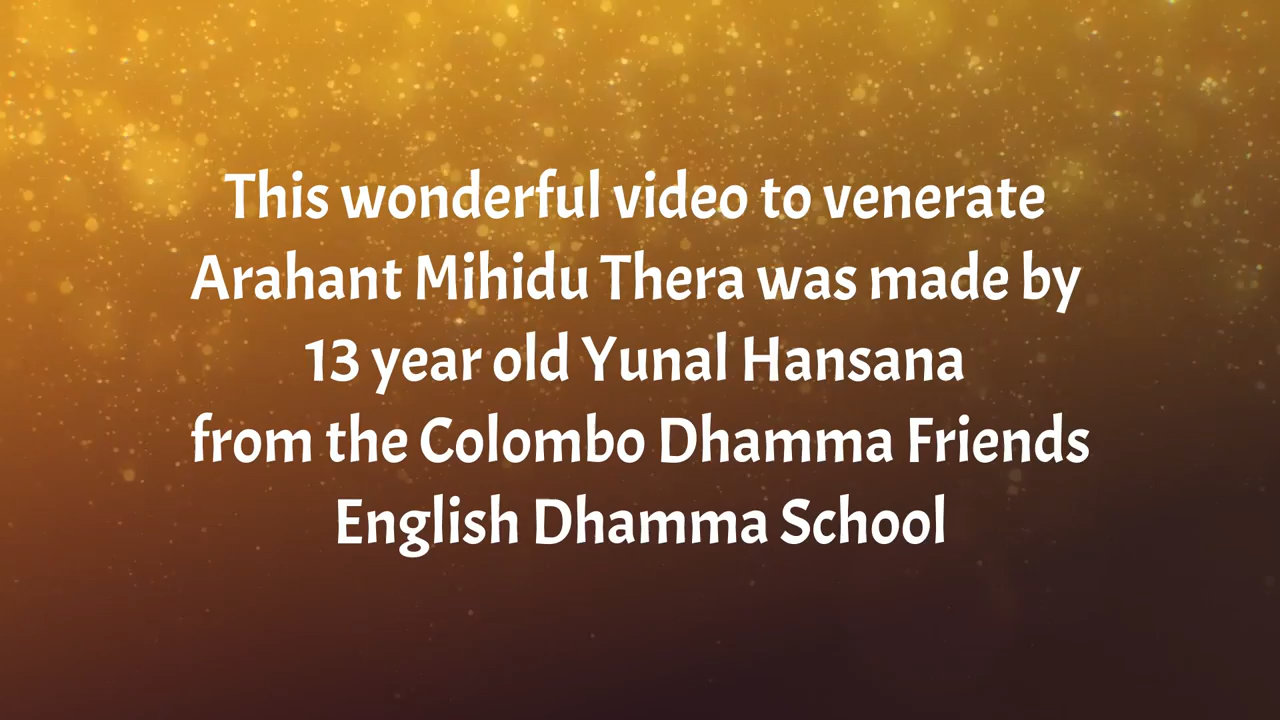 This wonderful video to venerate
Arahant Mihidu Thera was made by
13 year old Yunal Hansana
from the Colombo Dhamma Friends
English Dhamma School